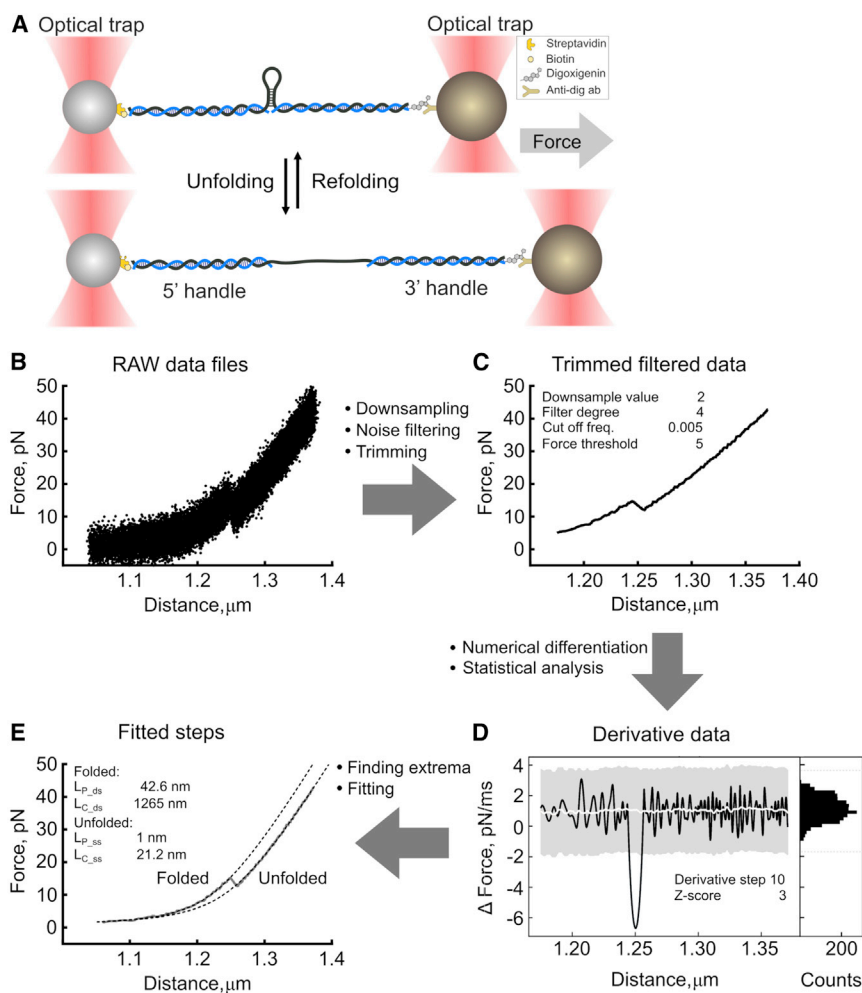 A
Optical trap
Optical trap
Streptavidin
Biotin
Digoxigenin
Anti-dig ab
Force
Unfolding
Refolding
5' handle
3' handle
B
RAW data files
50
40
30
20
10
0
Force, pN
1.1
1.2
1.3
1.4
Distance,μm
• Downsampling
• Noise filtering
• Trimming
C
Trimmed filtered data
Downsample value 2
Filter degree 4
Cut off freq. 0.005
Force threshold 5
50
40
30
20
10
0
Force, pN
1.20
1.25
1.30
1.35
1.40
Distance,μm
• Numerical differentiation
• Statistical analysis
D
Derivative data
4
2
0
-2
-4
-6
Δ Force, pN/ms
Derivative step 10
Z-score 3
1.20
1.25
1.30
1.35
200
Distance,μm
Counts
• Finding extrema
• Fitting
E
Fitted steps
Folded:
LP_ds 42.6 nm
LC_ds 1265 nm
Unfolded:
LP_ss 1 nm
LC_ss 21.2 nm
Folded
Unfolded
50
40
30
20
10
0
Force, pN
1.1
1.2
1.3
1.4
Distance,μm